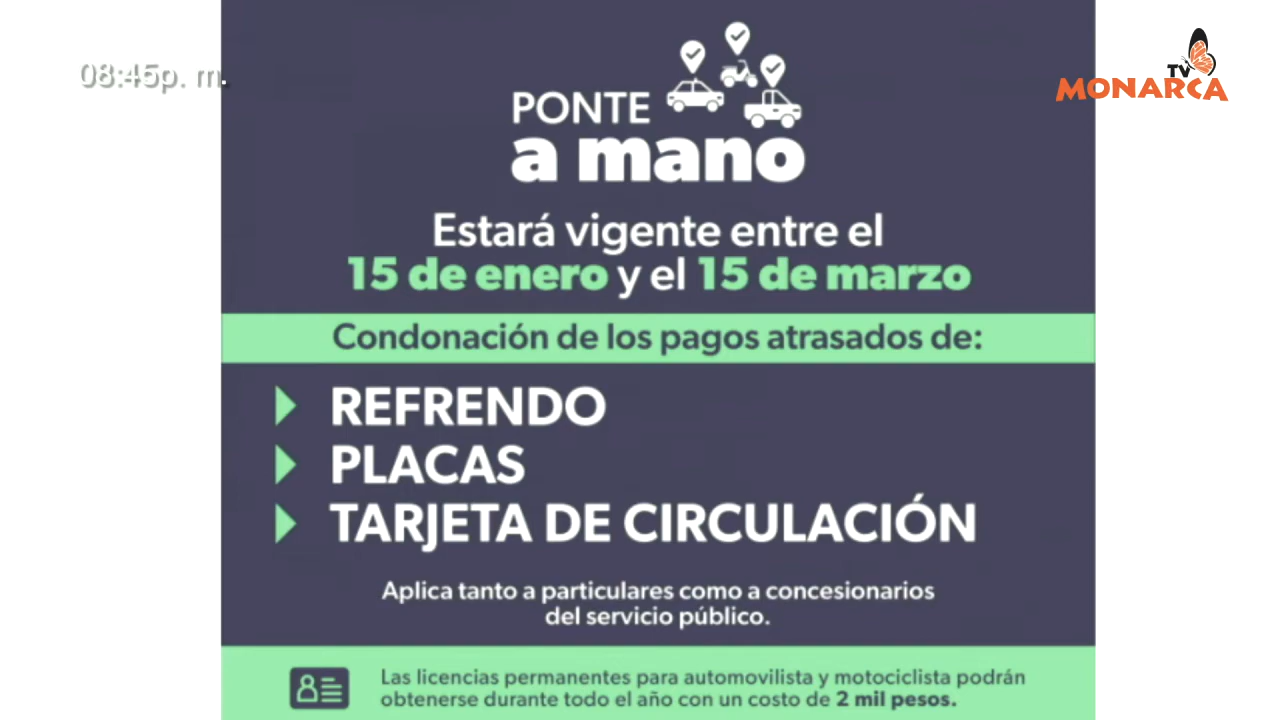 08:45p. m.
TV
MONARCA
PONTE
a mano
Estará vigente entre el
15 de enero y el 15 de marzo
Condonación de los pagos atrasados de:
REFRENDO
PLACAS
TARJETA DE CIRCULACIÓN
Aplica tanto a particulares como a concesionarios
del servicio público.
Las licencias permanentes para automovilista y motociclista podrán
obtenerse durante todo el año con un costo de 2 mil pesos.